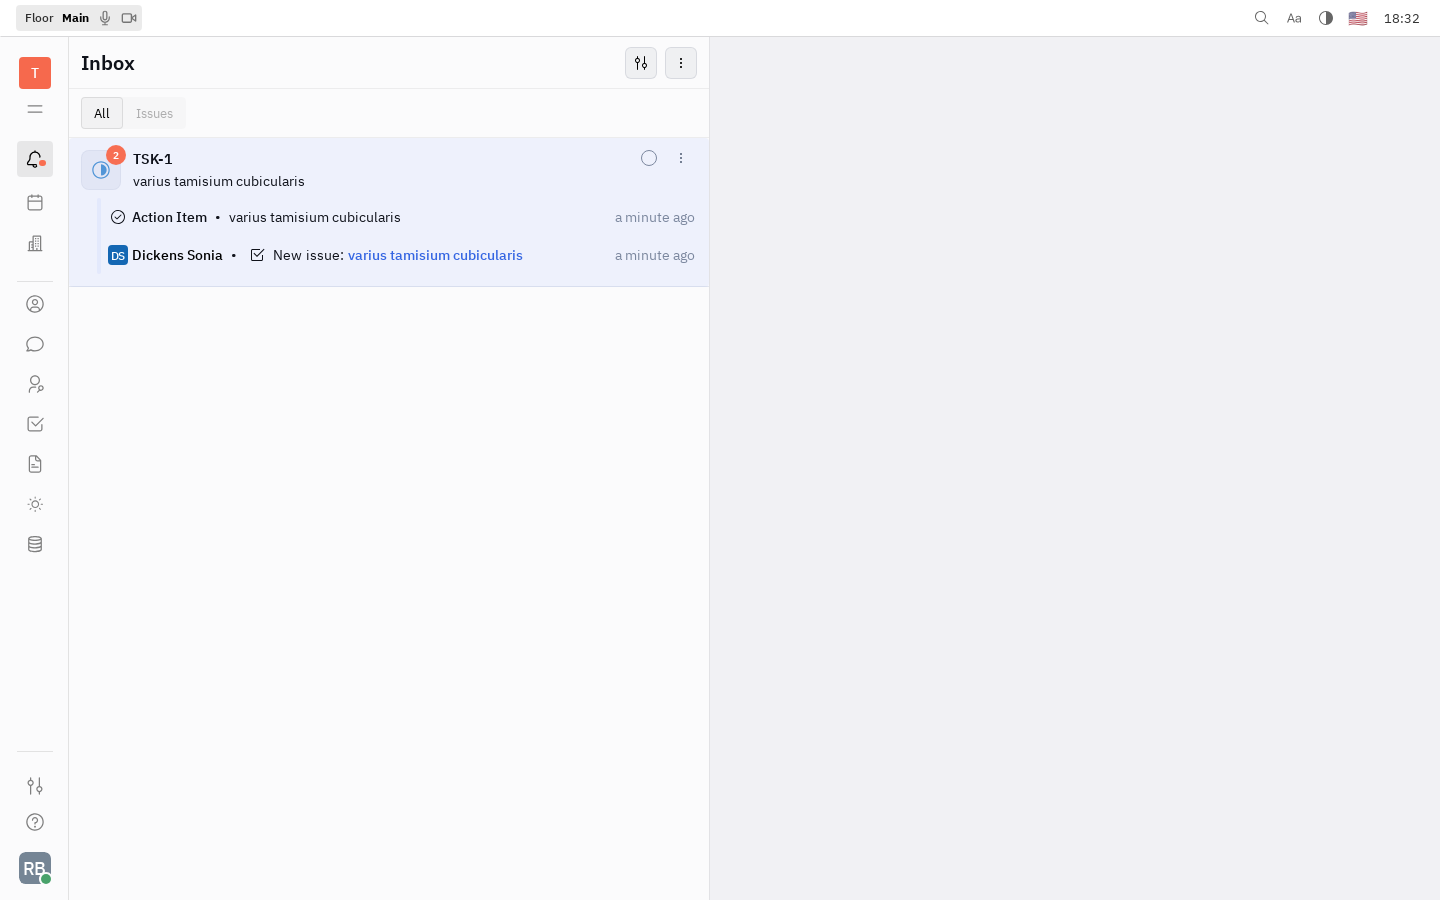 Floor Main
Aa
18:32
T
Inbox
All
Issues
2
TSK-1
varius tamisium cubicularis
Action Item • varius tamisium cubicularis
a minute ago
DS Dickens Sonia • New issue: varius tamisium cubicularis
a minute ago
RB